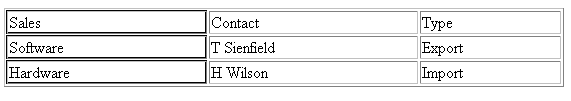 Sales Contact Type
Software T Sienfield Export
Hardware H Wilson Import